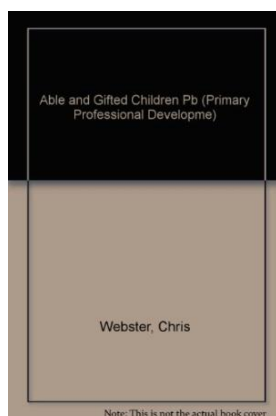 Able and Gifted Children Pb (Primary
Professional Developme)
Webster, Chris
Note: This is not the actual book cover